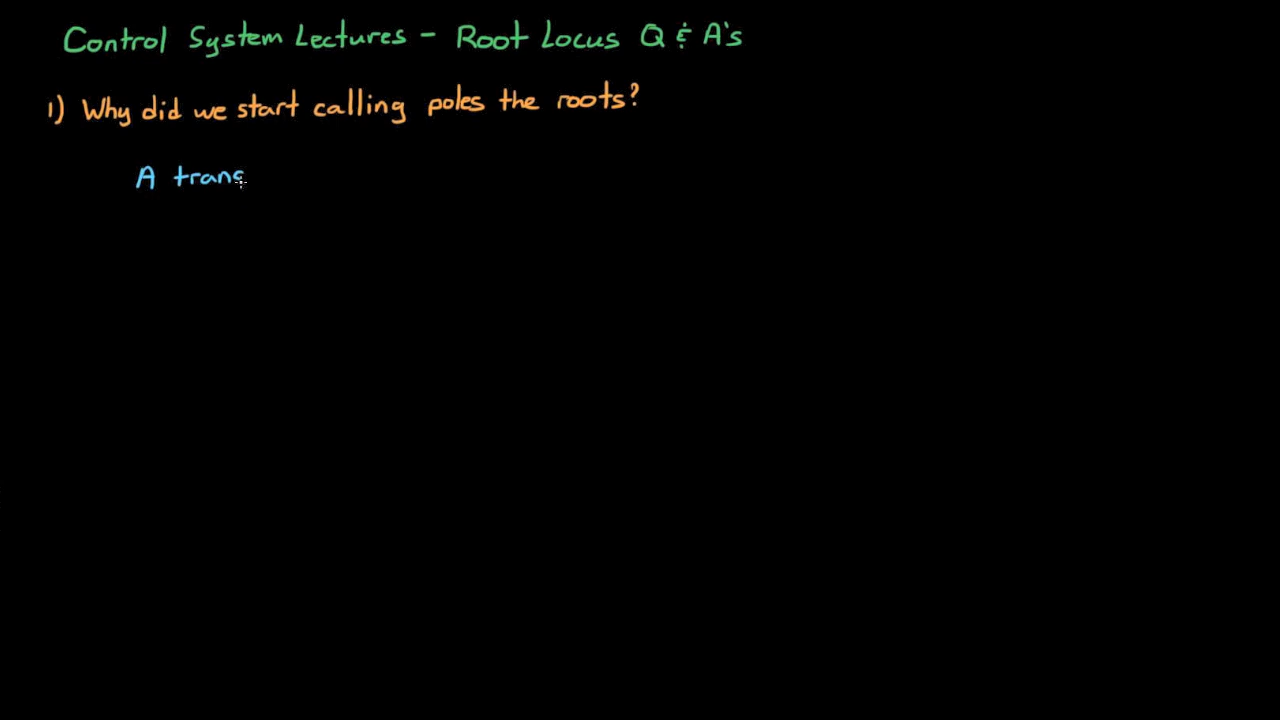 Control System Lectures - Root Locus Q & A's
1) Why did we start calling poles the roots?
A trans